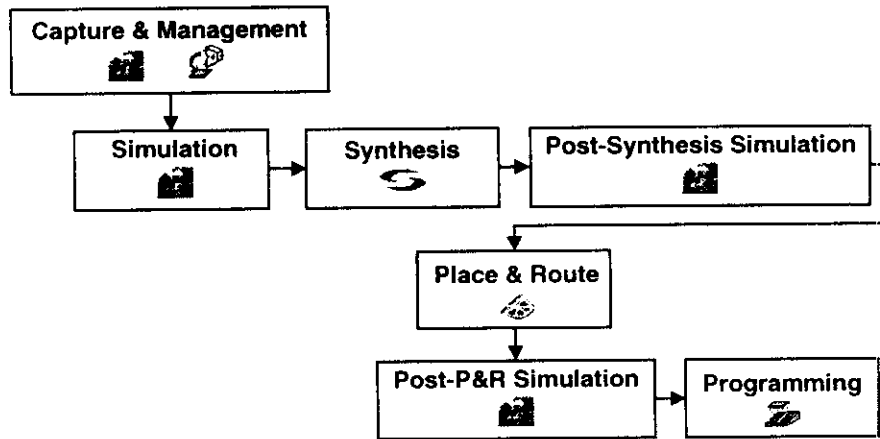 Capture & Management
Simulation
Synthesis
Post-Synthesis Simulation
Place & Route
Post-P&R Simulation
Programming